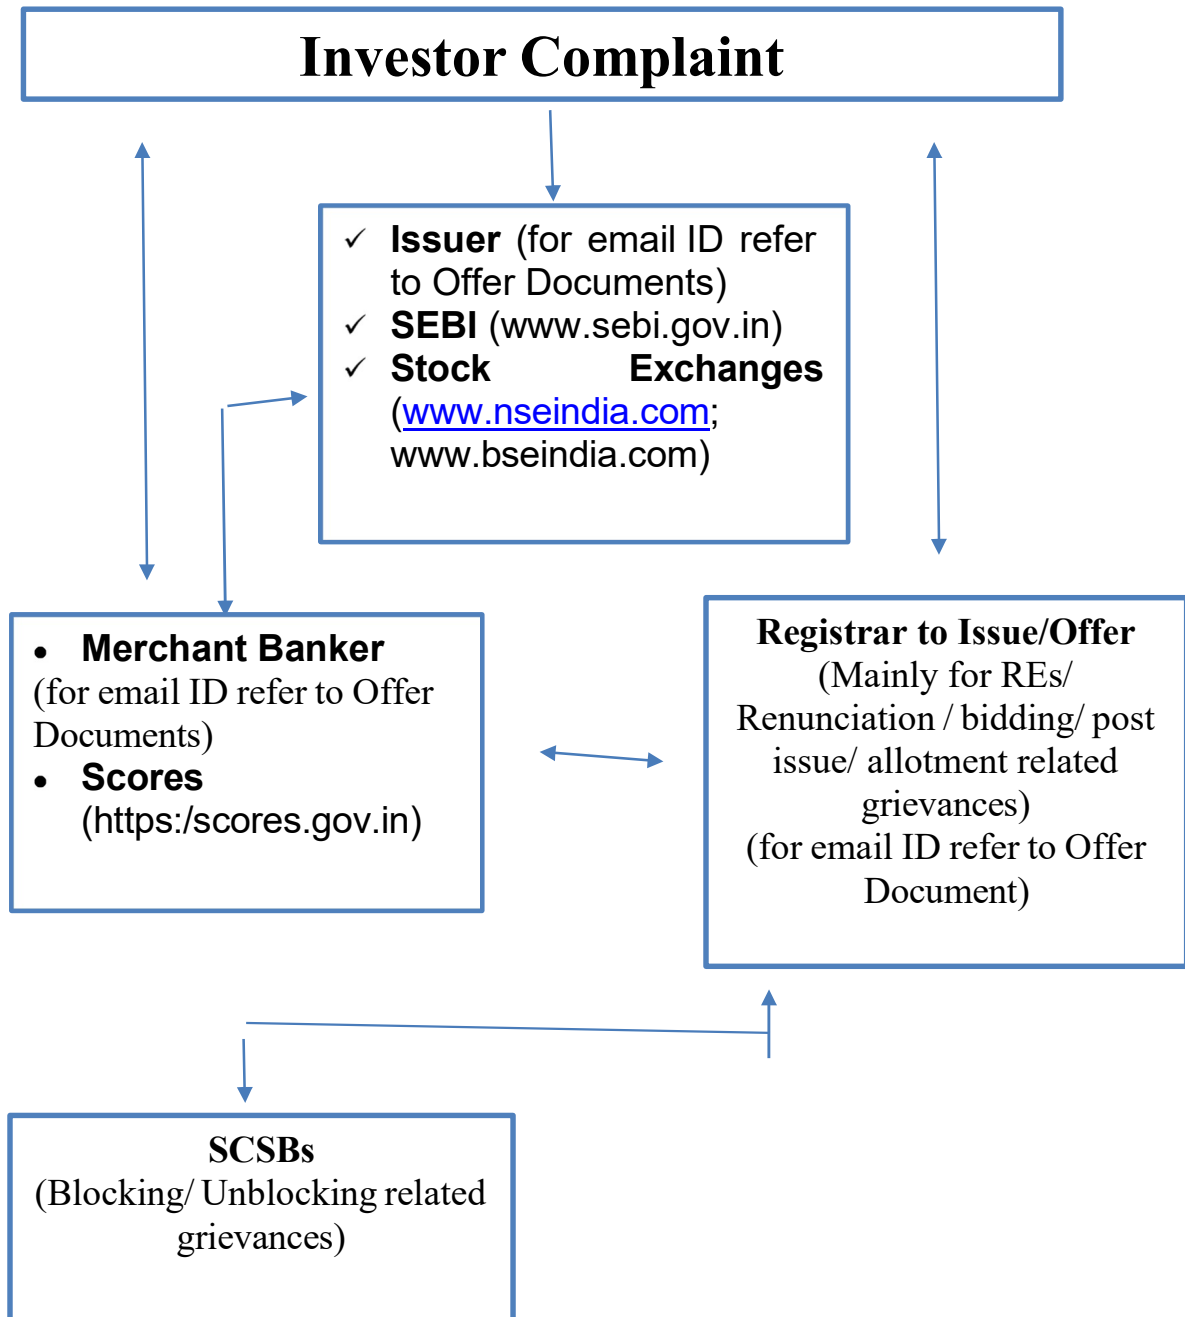 Investor Complaint
✓ Issuer (for email ID refer
to Offer Documents)
✓ SEBI (www.sebi.gov.in)
✓ Stock Exchanges
(www.nseindia.com;
www.bseindia.com)
• Merchant Banker
(for email ID refer to Offer
Documents)
• Scores
(https:/scores.gov.in)
Registrar to Issue/Offer
(Mainly for REs/
Renunciation / bidding/ post
issue/ allotment related
grievances)
(for email ID refer to Offer
Document)
SCSBs
(Blocking/ Unblocking related
grievances)